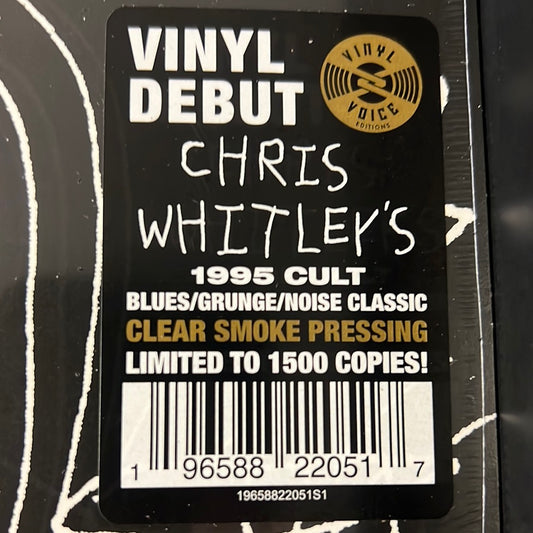 VINYL
DEBUT
VINYL
VOICE
EDITIONS
CHRIS
WHITLEY'S
1995 CULT
BLUES/GRUNGE/NOISE CLASSIC
CLEAR SMOKE PRESSING
LIMITED TO 1500 COPIES!
1 96588 22051 7
19658822051S1